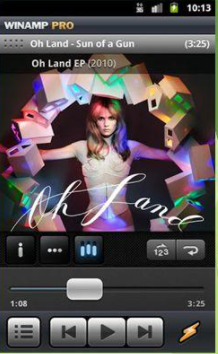 10:13
WINAMP PRO
Oh Land - Sun of a Gun (3:25)
Oh Land EP (2010)
Oh Land
123
1:08 3:25